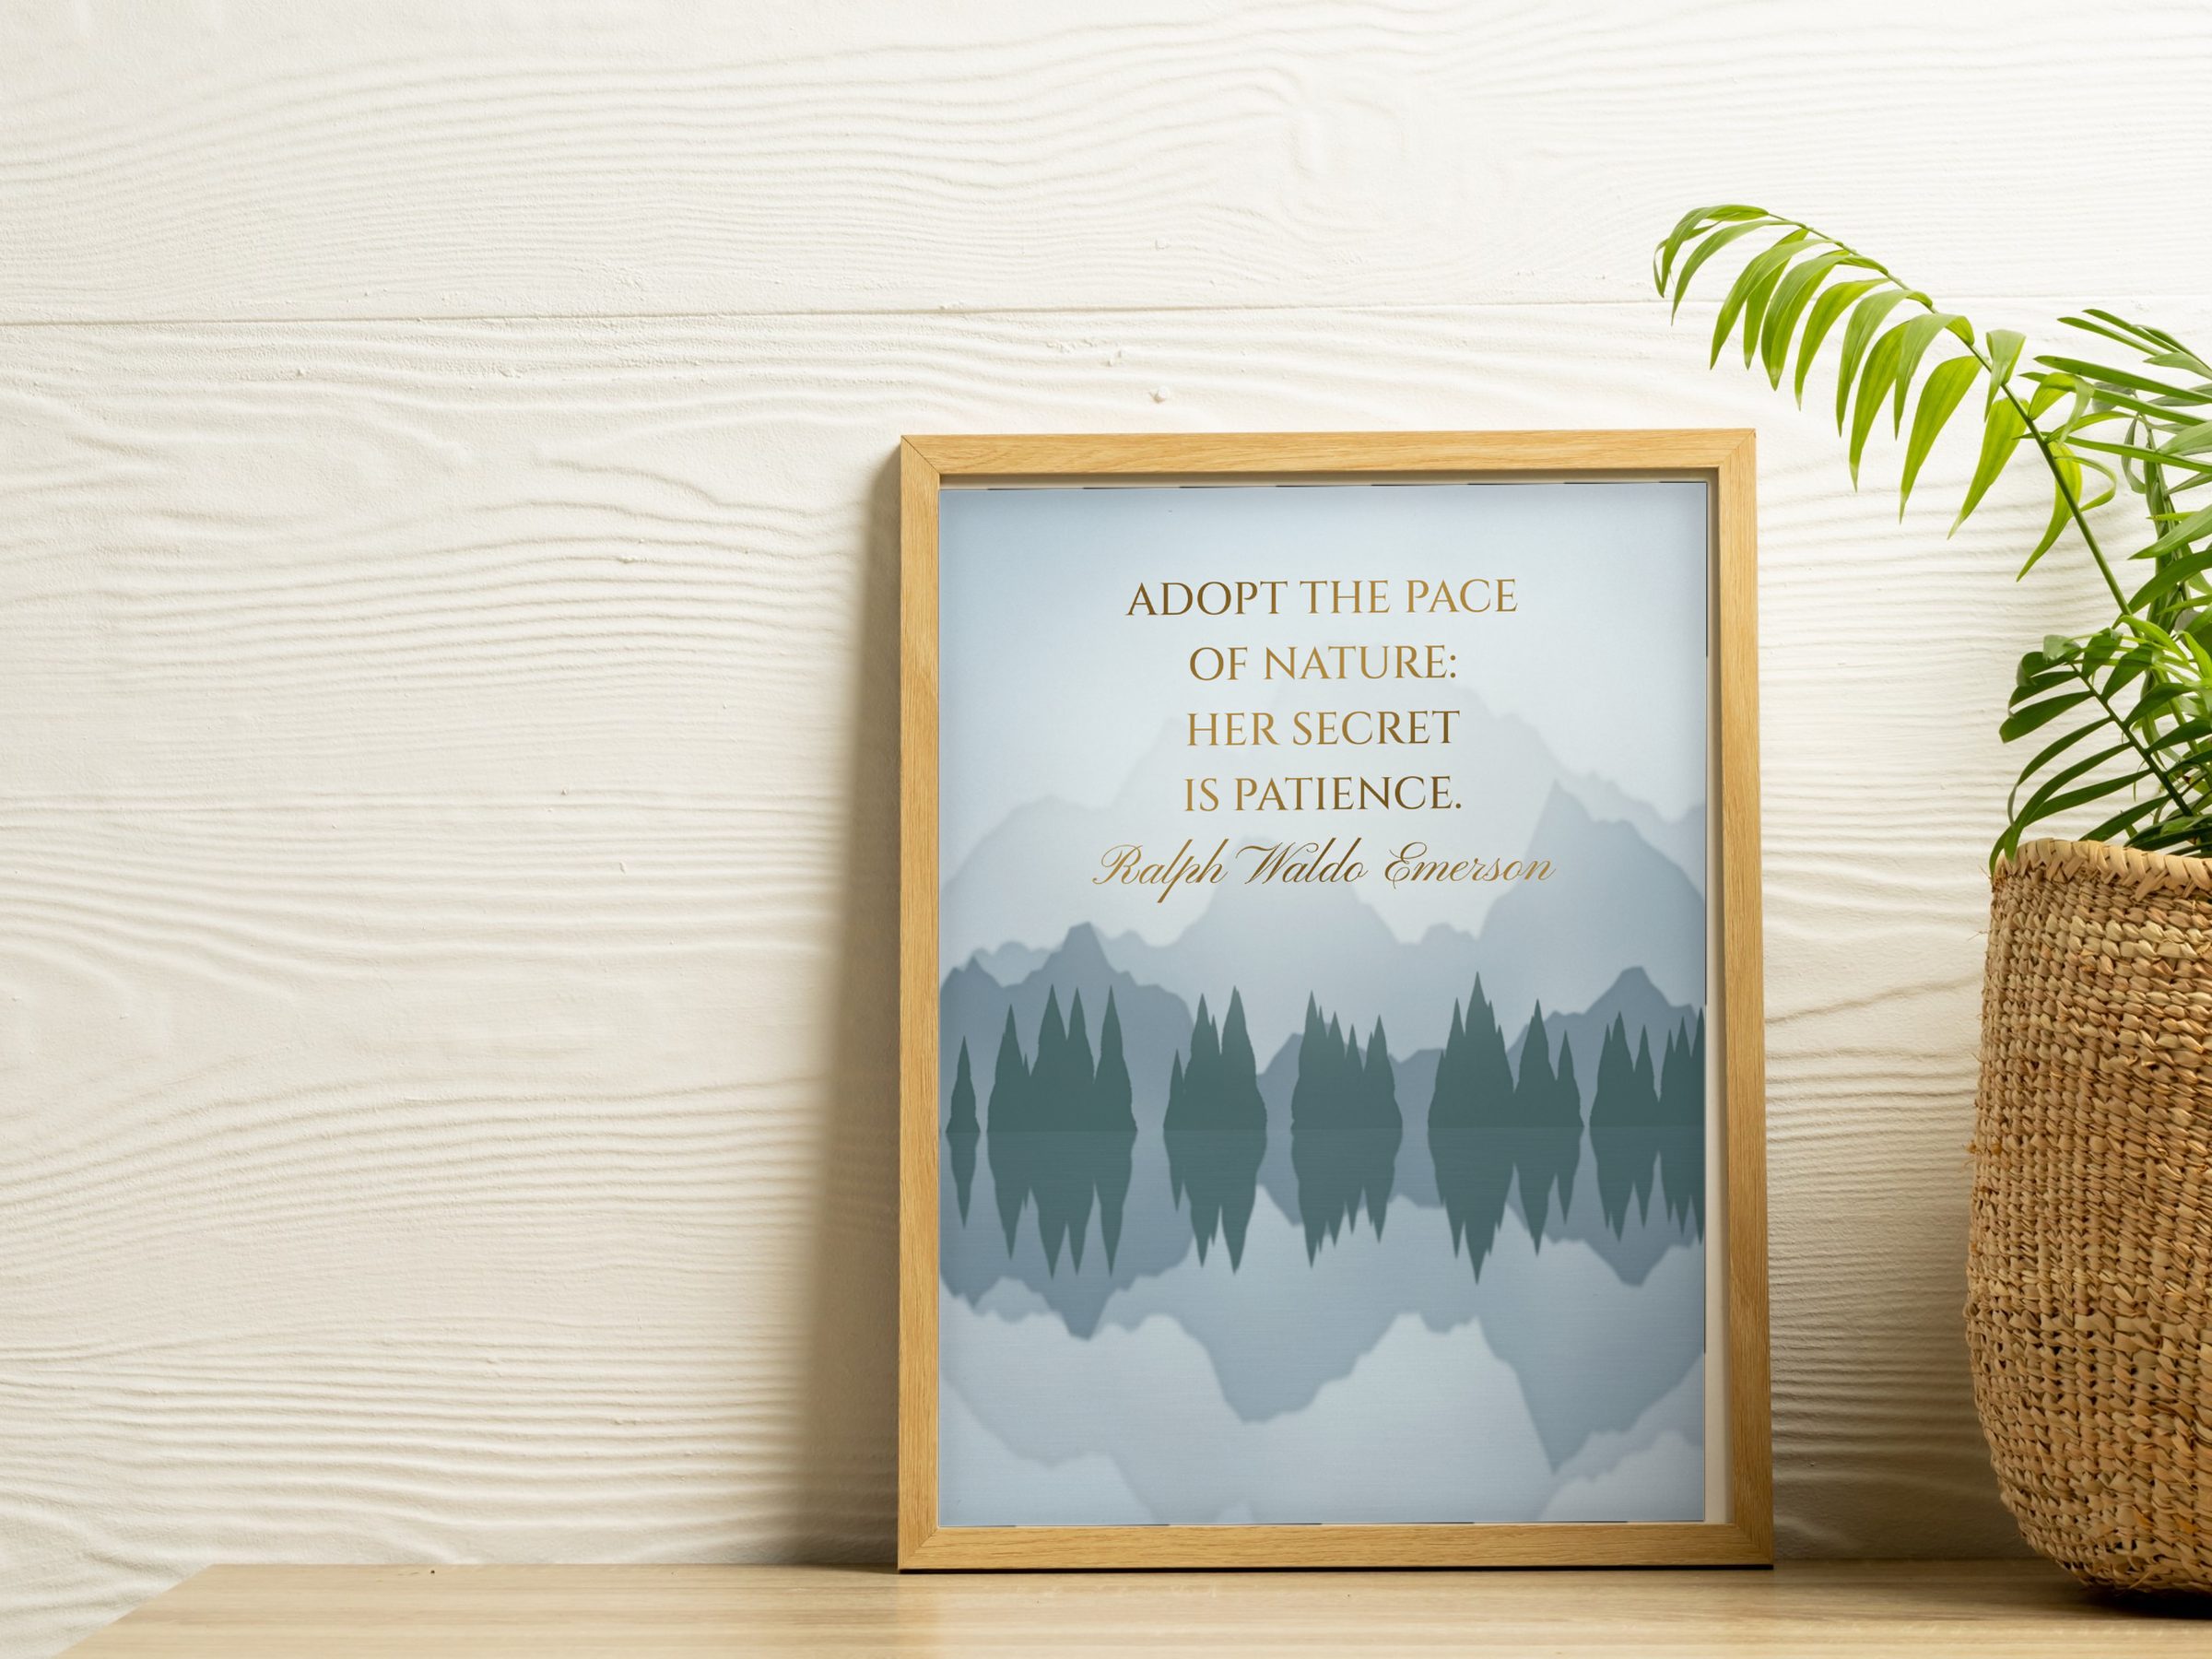 ADOPT THE PACE
OF NATURE:
HER SECRET
IS PATIENCE.
Ralph Waldo Emerson